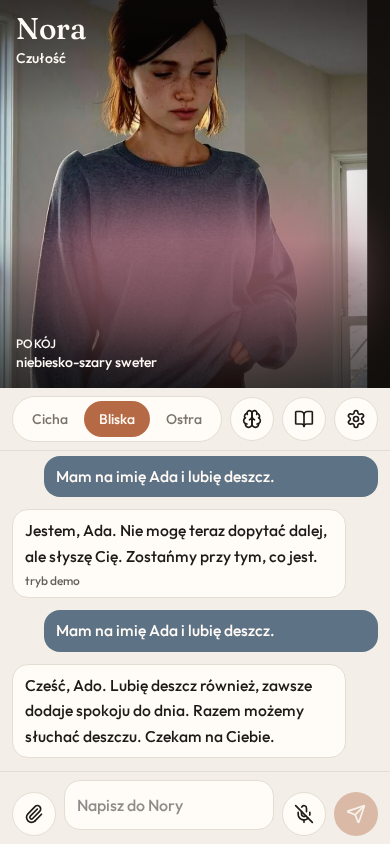 Nora
Czułość
POKÓJ
niebiesko-szary sweter
Cicha Bliska Ostra
Mam na imię Ada i lubię deszcz.
Jestem, Ada. Nie mogę teraz dopytać dalej,
ale słyszę Cię. Zostańmy przy tym, co jest.
tryb demo
Mam na imię Ada i lubię deszcz.
Cześć, Ado. Lubię deszcz również, zawsze
dodaje spokoju do dnia. Razem możemy
słuchać deszczu. Czekam na Ciebie.
Napisz do Nory